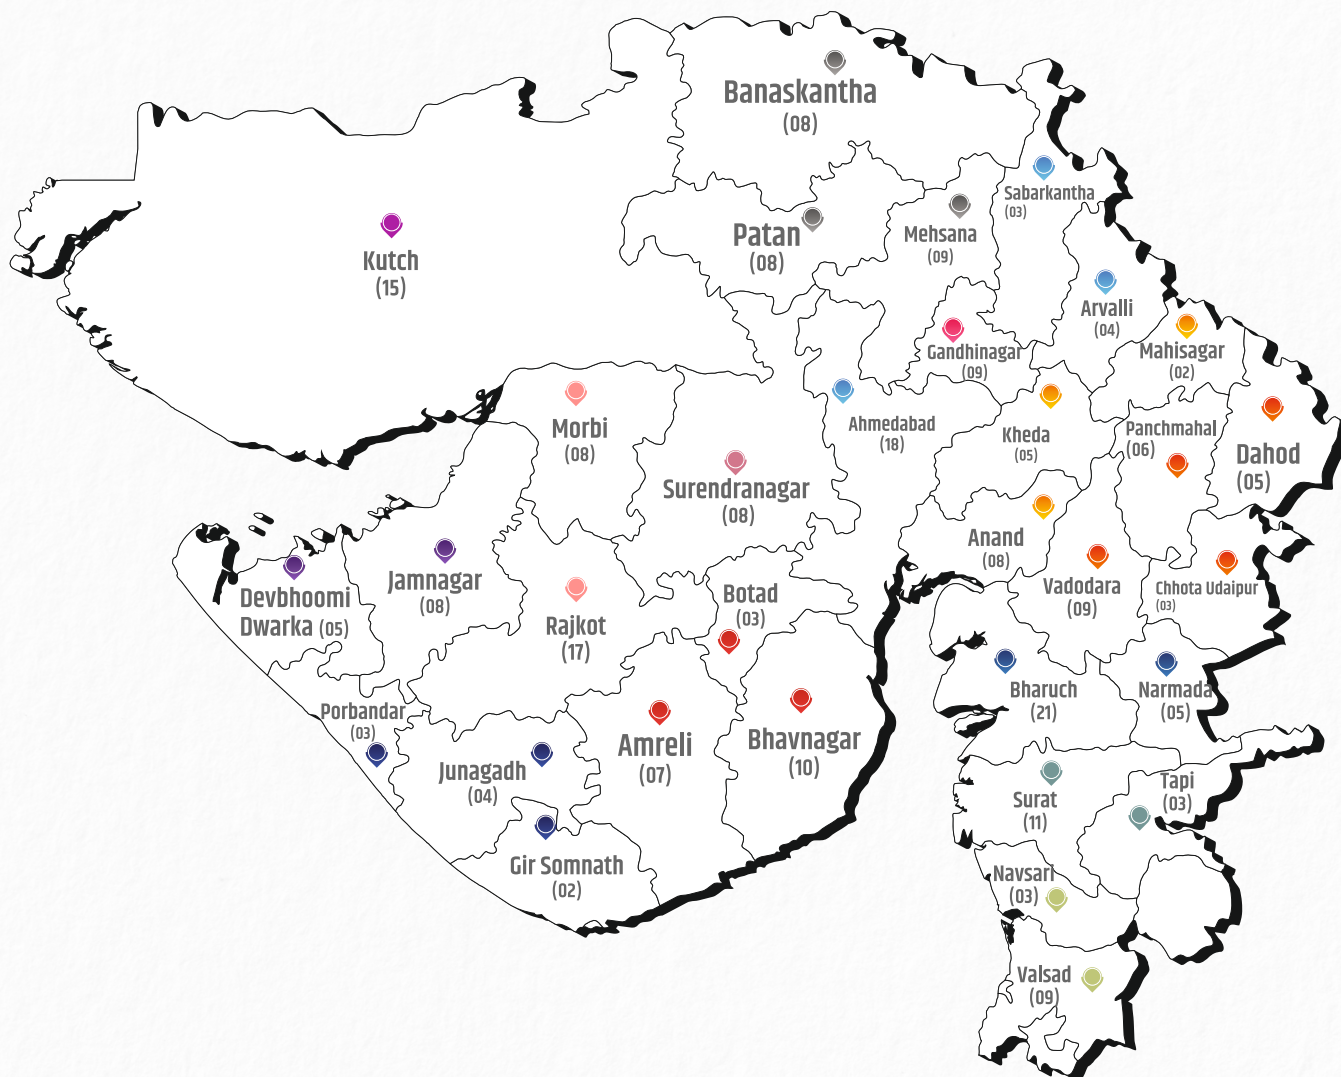 Banaskantha
(08)
Sabarkantha
(03)
Patan
(08)
Mehsana
(09)
Kutch
(15)
Arvalli
(04)
Gandhinagar
(09)
Mahisagar
(02)
Morbi
(08)
Ahmedabad
(18)
Kheda
(05)
Panchmahal
(06)
Dahod
(05)
Surendranagar
(08)
Anand
(08)
Jamnagar
(08)
Devbhoomi
Dwarka (05)
Rajkot
(17)
Botad
(03)
Vadodara
(09)
Chhota Udaipur
(03)
Porbandar
(03)
Bharuch
(21)
Narmada
(05)
Junagadh
(04)
Amreli
(07)
Bhavnagar
(10)
Surat
(11)
Tapi
(03)
Gir Somnath
(02)
Navsari
(03)
Valsad
(09)